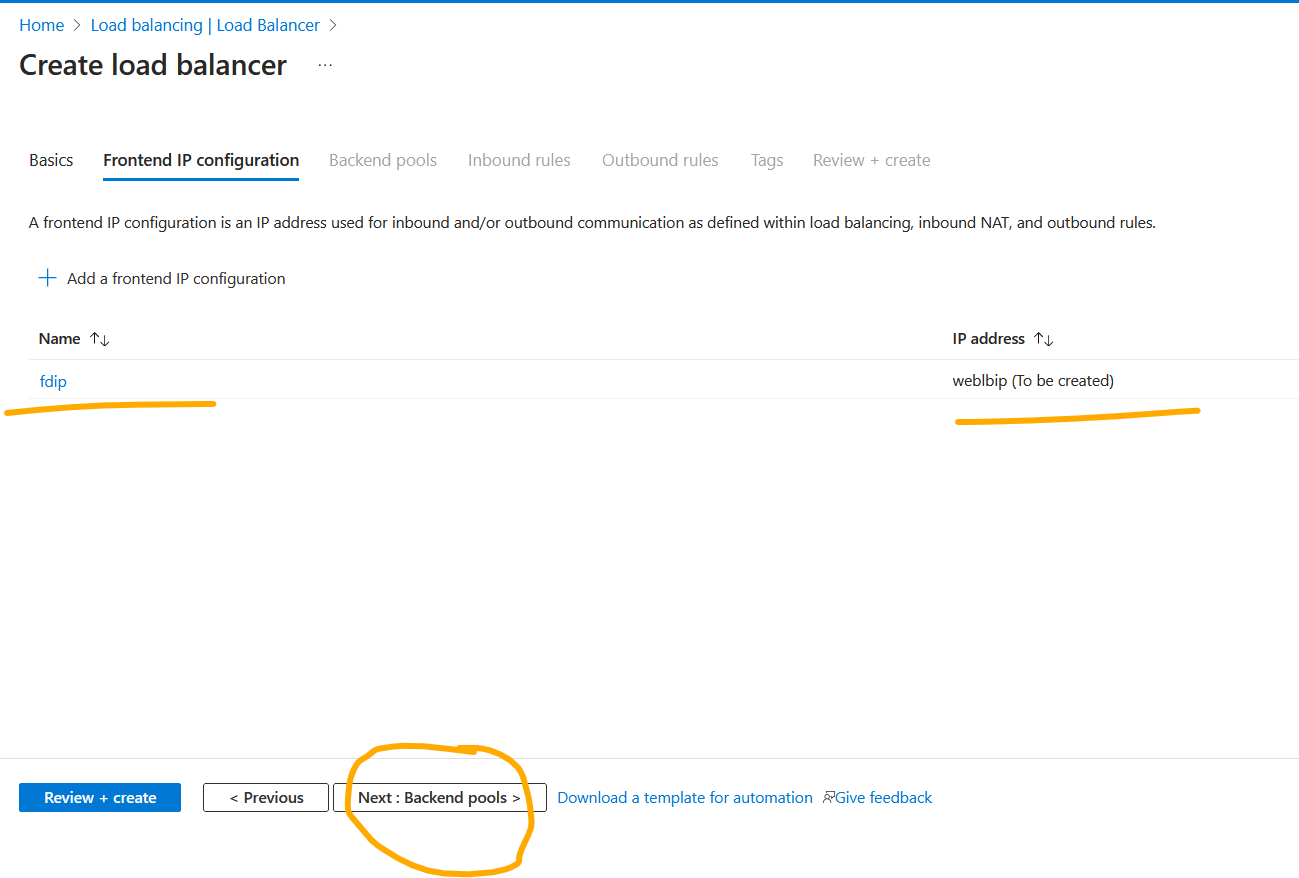 Home > Load balancing | Load Balancer >
Create load balancer ...
Basics Frontend IP configuration Backend pools Inbound rules Outbound rules Tags Review + create
A frontend IP configuration is an IP address used for inbound and/or outbound communication as defined within load balancing, inbound NAT, and outbound rules.
+ Add a frontend IP configuration
Name ↑↓ IP address ↑↓
fdip weblbip (To be created)
Review + create < Previous Next : Backend pools > Download a template for automation Give feedback